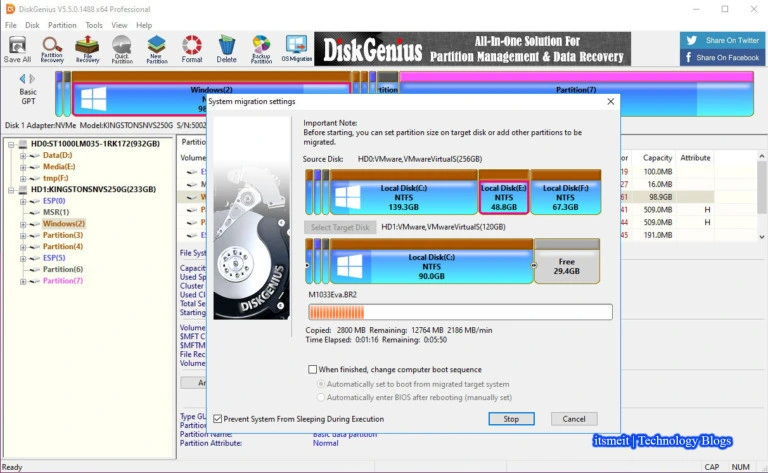 DiskGenius V5.5.0.1488 x64 Professional
File Disk Partition Tools View Help
Save All
Partition Recovery
File Recovery
Quick Partition
New Partition
Format
Delete
Backup Partition
OS Migration
DiskGenius
All-In-One Solution For
Partition Management & Data Recovery
Share On Twitter
Share On Facebook
Basic
GPT
Windows(2)
N
98
tition
Partition(7)
Disk 1 Adapter:NVMe Model:KINGSTONSNVS250G S/N:5002
HD0:ST1000LM035-1RK172(932GB)
Data(D:)
Media(E:)
tmp(F:)
HD1:KINGSTONSNVS250GB(233GB)
ESP(0)
MSR(1)
Windows(2)
Partition(3)
Partition(4)
ESP(5)
Partition(6)
Partition(7)
Partitio
Volume
File Syst
Capacit
Used Sp
Cluster
Used Cl
Total Se
Starting
Volume
$MFT C
$MFTM
File Rec
Volume
An
Type GU
Partition
Partition Name: Basic data partition
Partition Attribute: Normal
System migration settings
Important Note:
Before starting, you can set partition size on target disk or add other partitions to be
migrated.
Source Disk: HD0:VMware,VMwareVirtualS(256GB)
Local Disk(C:)
NTFS
139.3GB
Local Disk(E:)
NTFS
48.8GB
Local Disk(F:)
NTFS
67.3GB
Select Target Disk HD1:VMware,VMwareVirtualS(120GB)
Local Disk(C:)
NTFS
90.0GB
Free
29.4GB
M1033Eva.BR2
Copied: 2800 MB Remaining: 12764 MB 2186 MB/min
Time Elapsed: 0:01:16 Remaining: 0:05:50
When finished, change computer boot sequence
Automatically set to boot from migrated target system
Automatically enter BIOS after rebooting (manually set)
Prevent System From Sleeping During Execution
Stop
Cancel
DISKGENIUS
or Capacity Attribute
19 100.0MB
27 16.0MB
61 98.9GB
41 509.0MB H
44 509.0MB H
45 191.0MB
itsmeit | Technology Blogs
Ready
CAP NUM